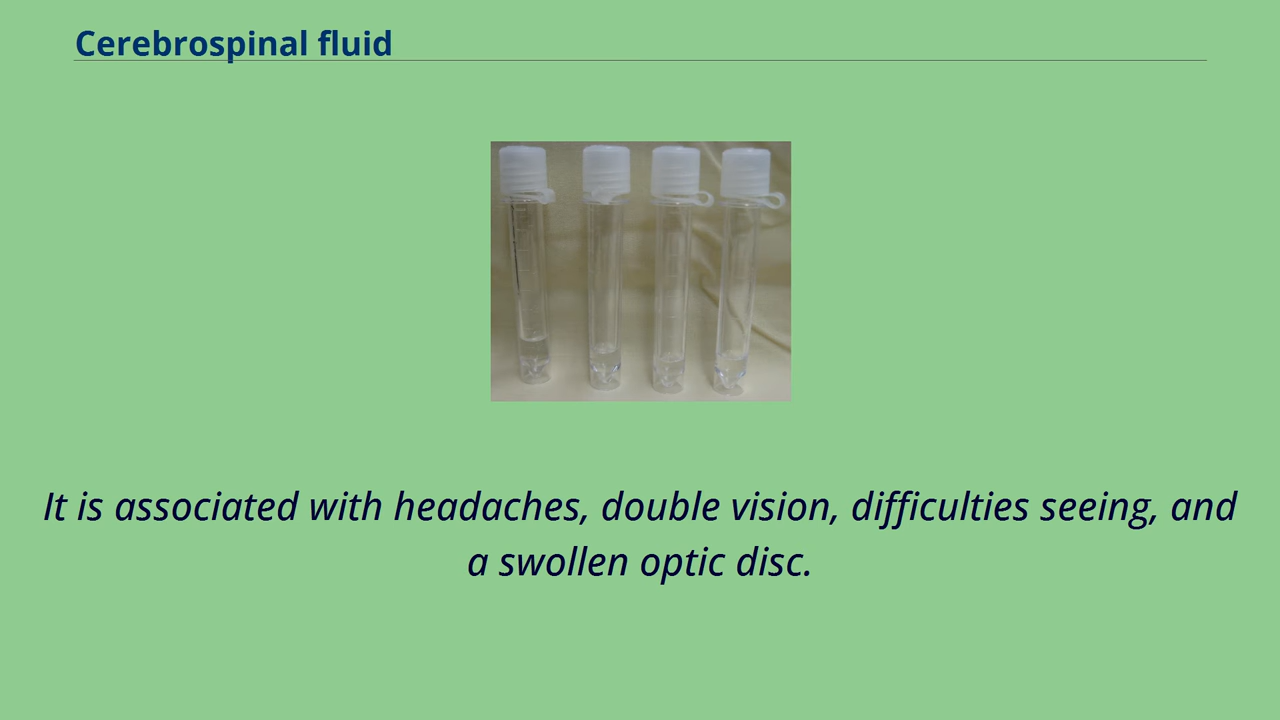 Cerebrospinal fluid
It is associated with headaches, double vision, difficulties seeing, and
a swollen optic disc.